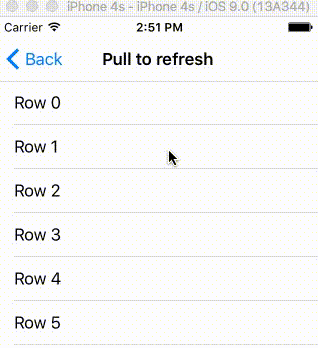 iPhone 4s - iPhone 4s / iOS 9.0 (13A344)
Carrier 2:51 PM
Back Pull to refresh
Row 0
Row 1
Row 2
Row 3
Row 4
Row 5